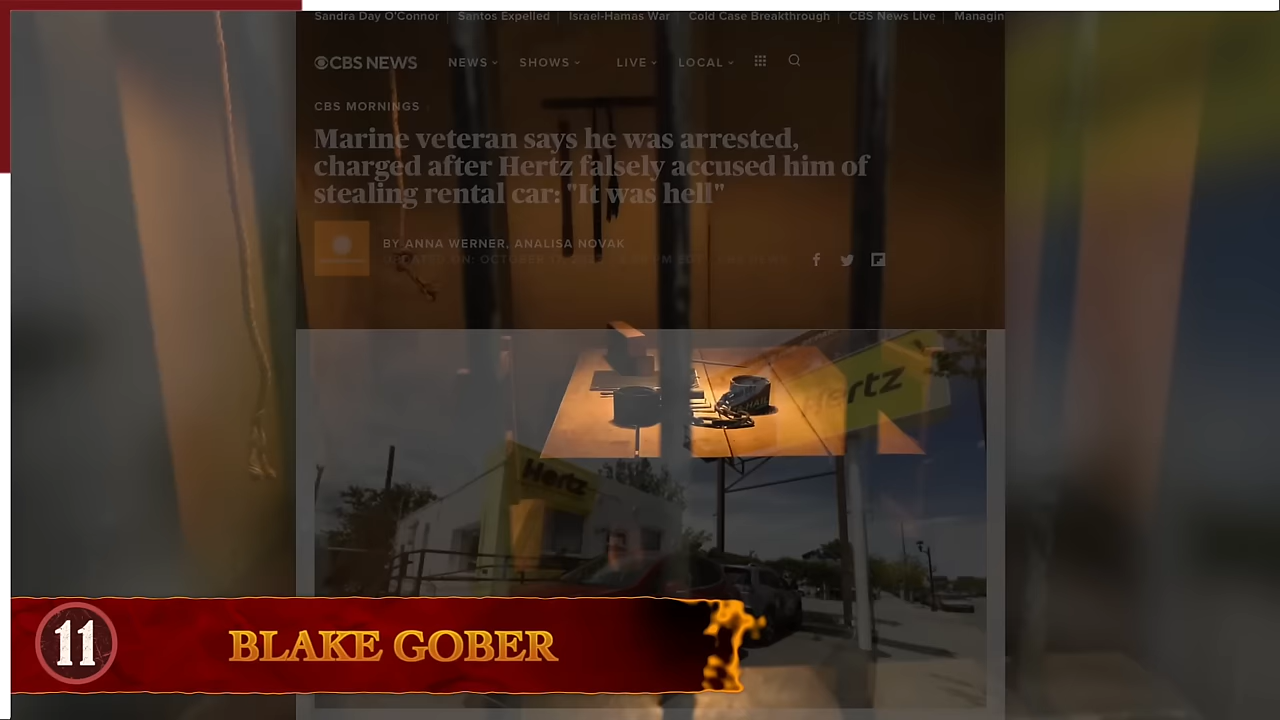 Sandra Day O'Connor | Santos Expelled | Israel-Hamas War | Cold Case Breakthrough | CBS News Live | Managin
CBS NEWS NEWS SHOWS LIVE LOCAL
CBS MORNINGS
Marine veteran says he was arrested,
charged after Hertz falsely accused him of
stealing rental car: "It was hell"
BY ANNA WERNER, ANALISA NOVAK
Hertz
Hertz
11 BLAKE GOBER